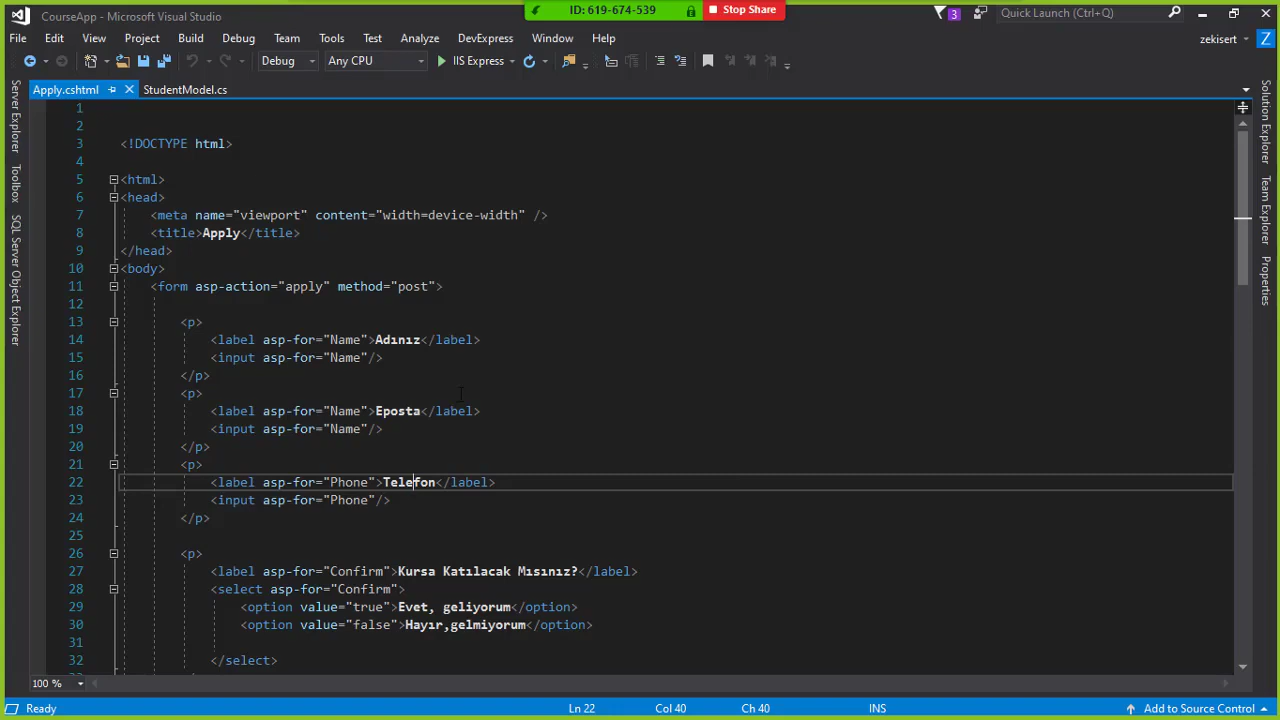 CourseApp - Microsoft Visual Studio
ID: 619-674-539
Stop Share
3
Quick Launch (Ctrl+Q)
File Edit View Project Build Debug Team Tools Test Analyze DevExpress Window Help
zekisert
Z
Debug
Any CPU
IIS Express
Apply.cshtml
StudentModel.cs
Server Explorer
Toolbox
SQL Server Object Explorer
Solution Explorer
Team Explorer
Properties
1
2
3 <!DOCTYPE html>
4
5 <html>
6 <head>
7 <meta name="viewport" content="width=device-width" />
8 <title>Apply</title>
9 </head>
10 <body>
11 <form asp-action="apply" method="post">
12
13 <p>
14 <label asp-for="Name">Adınız</label>
15 <input asp-for="Name"/>
16 </p>
17 <p>
18 <label asp-for="Name">Eposta</label>
19 <input asp-for="Name"/>
20 </p>
21 <p>
22 <label asp-for="Phone">Telefon</label>
23 <input asp-for="Phone"/>
24 </p>
25
26 <p>
27 <label asp-for="Confirm">Kursa Katılacak Mısınız?</label>
28 <select asp-for="Confirm">
29 <option value="true">Evet, geliyorum</option>
30 <option value="false">Hayır,gelmiyorum</option>
31
32 </select>
100 %
Ready
Ln 22
Col 40
Ch 40
INS
Add to Source Control